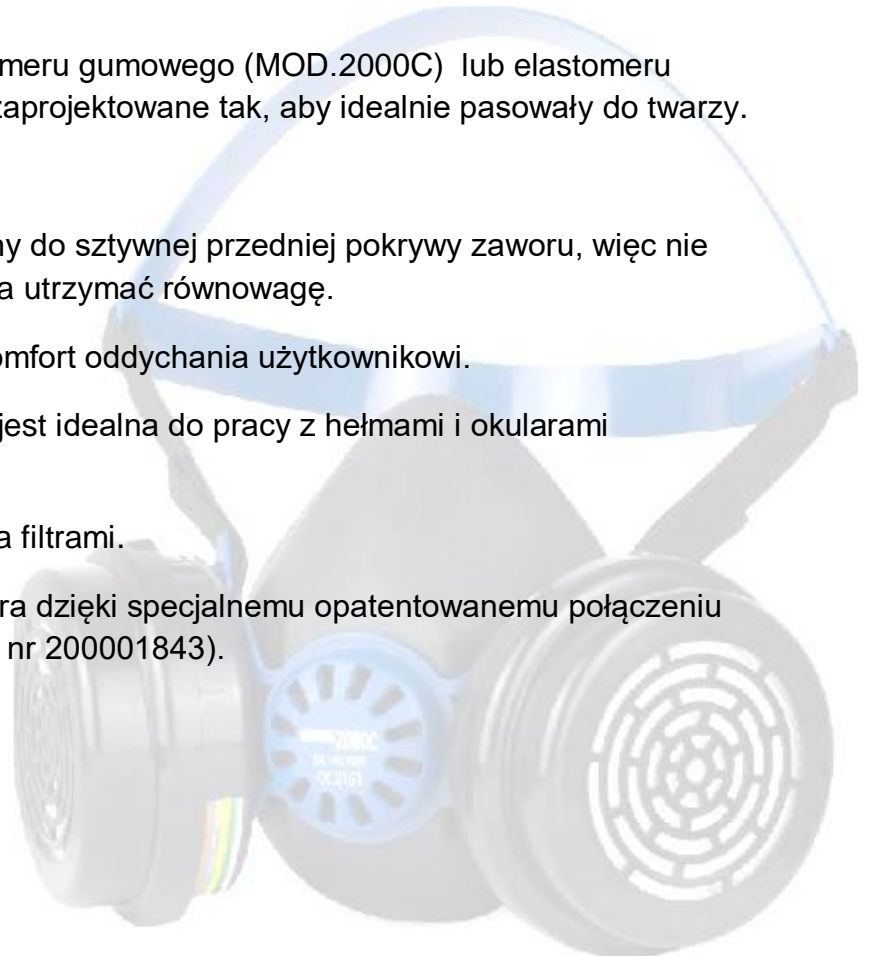 meru gumowego (MOD.2000C) lub elastomeru
zaprojektowane tak, aby idealnie pasowały do twarzy.
ny do sztywnej przedniej pokrywy zaworu, więc nie
a utrzymać równowagę.
omfort oddychania użytkownikowi.
jest idealna do pracy z hełmami i okularami
a filtrami.
ra dzięki specjalnemu opatentowanemu połączeniu
nr 200001843).
2000C